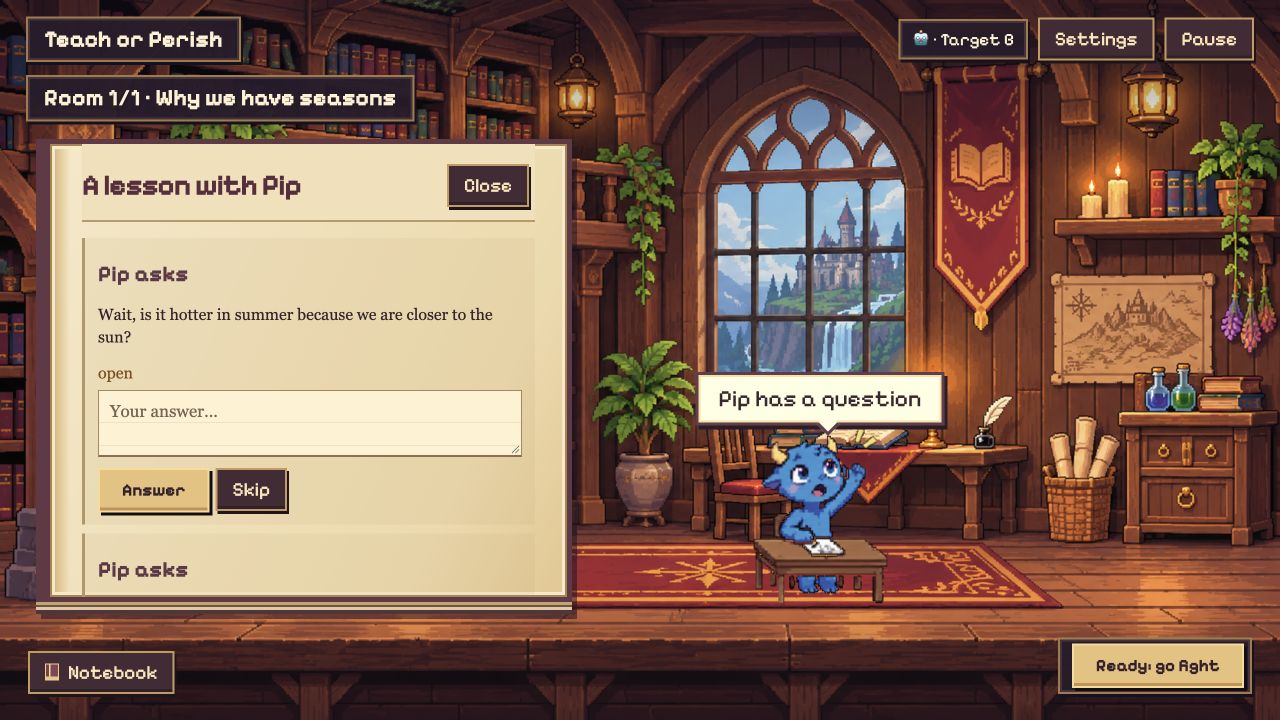 Teach or Perish
Room 1/1 · Why we have seasons
· Target B
Settings
Pause
A lesson with Pip
Close
Pip asks
Wait, is it hotter in summer because we are closer to the
sun?
open
Your answer...
Answer
Skip
Pip asks
Pip has a question
Notebook
Ready: go fight